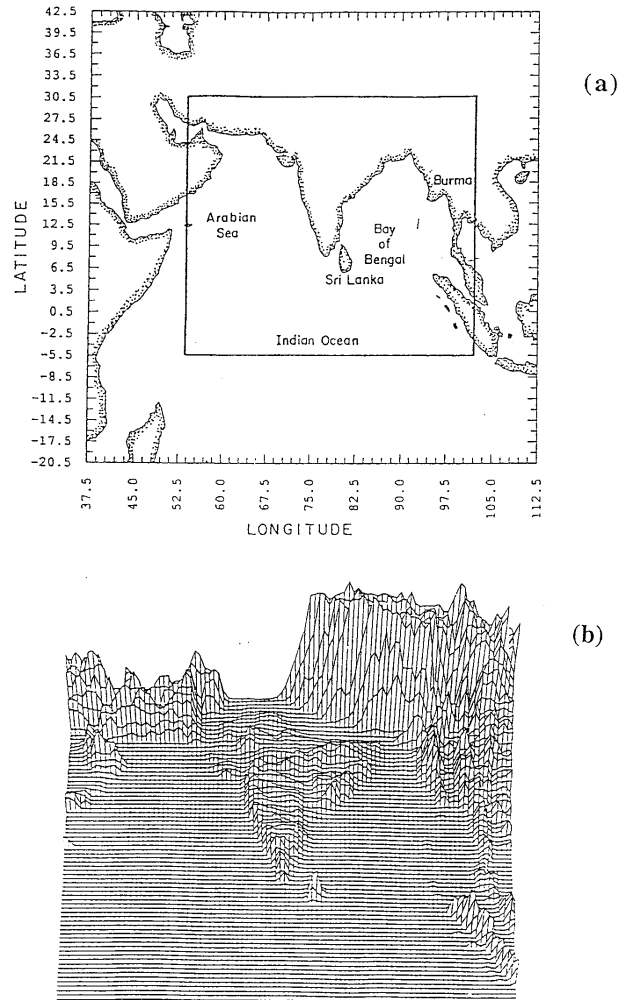 (a)
42.5
39.5
36.5
33.5
30.5
27.5
24.5
21.5
18.5
15.5
12.5
9.5
6.5
3.5
0.5
-2.5
-5.5
-8.5
-11.5
-14.5
-17.5
-20.5
LATITUDE
Burma
Arabian
Sea
Bay
of
Bengal
Sri Lanka
Indian Ocean
37.5
45.0
52.5
60.0
67.5
75.0
82.5
90.0
97.5
105.0
112.5
LONGITUDE
(b)